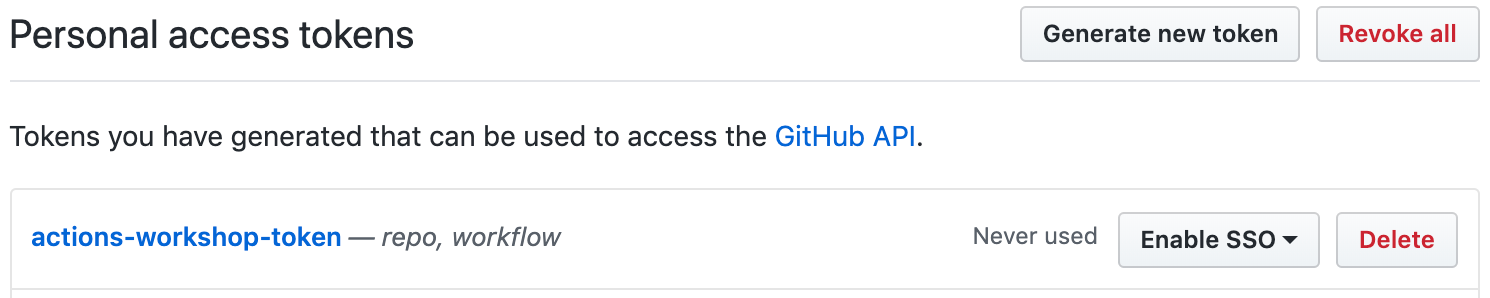 Personal access tokens
Generate new token
Revoke all
Tokens you have generated that can be used to access the GitHub API.
actions-workshop-token — repo, workflow
Never used
Enable SSO
Delete